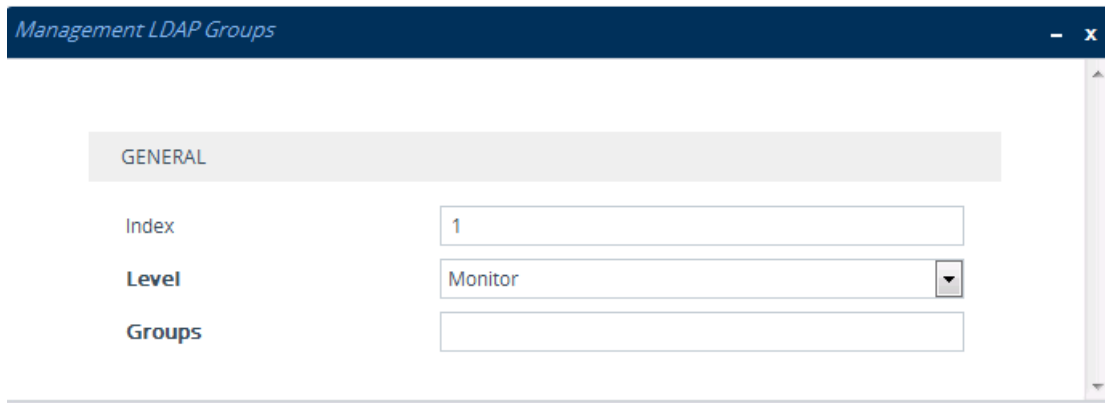 Management LDAP Groups – x
GENERAL
Index 1
Level Monitor
Groups